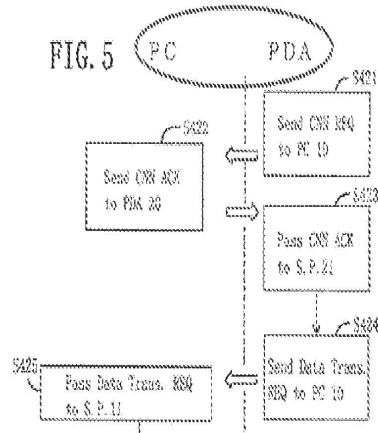 FIG. 5
PC PDA
S421
Send CNN REQ
to PC 10
S422
Send CNN ACK
to PDA 20
S423
Pass CNN ACK
to S.P.21
S424
Send Data Trans.
REQ to PC 10
S425
Pass Data Trans. REQ
to S.P.11